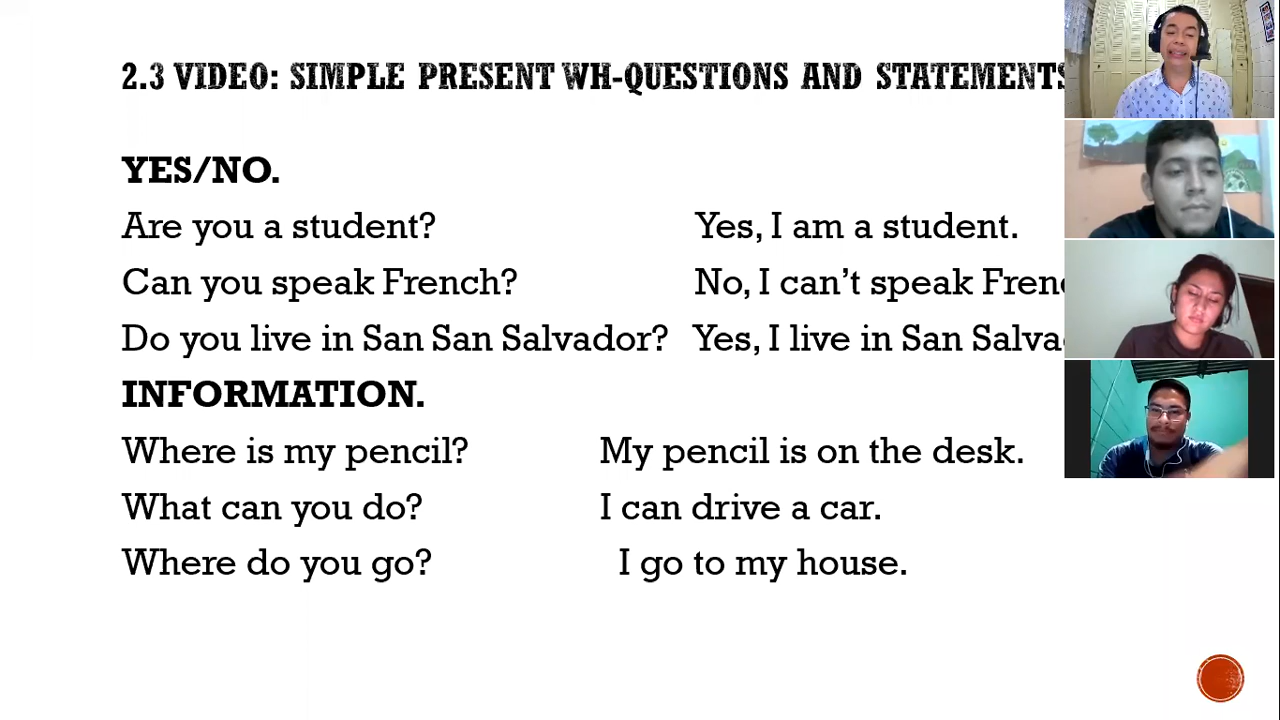 2.3 VIDEO: SIMPLE PRESENT WH-QUESTIONS AND STATEMENTS
YES/NO.
Are you a student? Yes, I am a student.
Can you speak French? No, I can't speak Frenc
Do you live in San San Salvador? Yes, I live in San Salva
INFORMATION.
Where is my pencil? My pencil is on the desk.
What can you do? I can drive a car.
Where do you go? I go to my house.